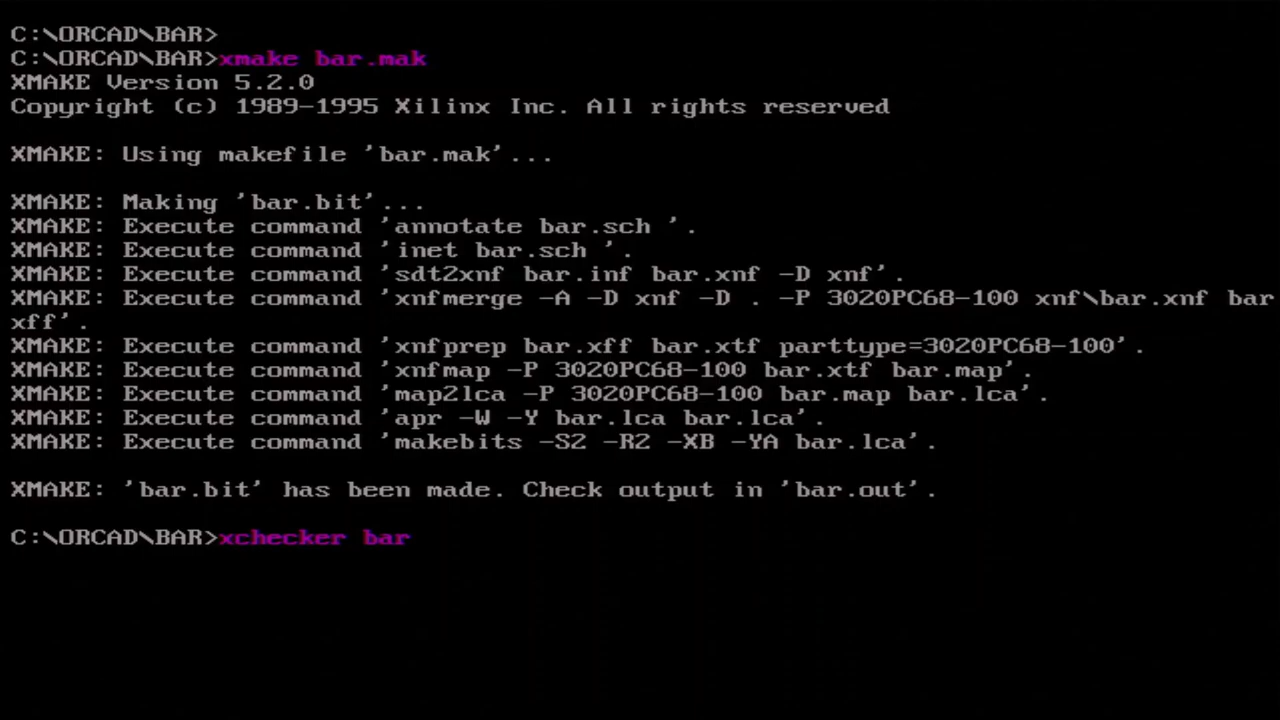 C:\ORCAD\BAR>
C:\ORCAD\BAR>xmake bar.mak
XMAKE Version 5.2.0
Copyright (c) 1989-1995 Xilinx Inc. All rights reserved
XMAKE: Using makefile 'bar.mak'...
XMAKE: Making 'bar.bit'...
XMAKE: Execute command 'annotate bar.sch '.
XMAKE: Execute command 'inet bar.sch '.
XMAKE: Execute command 'sdt2xnf bar.inf bar.xnf -D xnf'.
XMAKE: Execute command 'xnfmerge -A -D xnf -D . -P 3020PC68-100 xnf\bar.xnf bar
xff'.
XMAKE: Execute command 'xnfprep bar.xff bar.xtf parttype=3020PC68-100'.
XMAKE: Execute command 'xnfmap -P 3020PC68-100 bar.xtf bar.map'.
XMAKE: Execute command 'map2lca -P 3020PC68-100 bar.map bar.lca'.
XMAKE: Execute command 'apr -W -Y bar.lca bar.lca'.
XMAKE: Execute command 'makebits -S2 -R2 -XB -YA bar.lca'.
XMAKE: 'bar.bit' has been made. Check output in 'bar.out'.
C:\ORCAD\BAR>xchecker bar